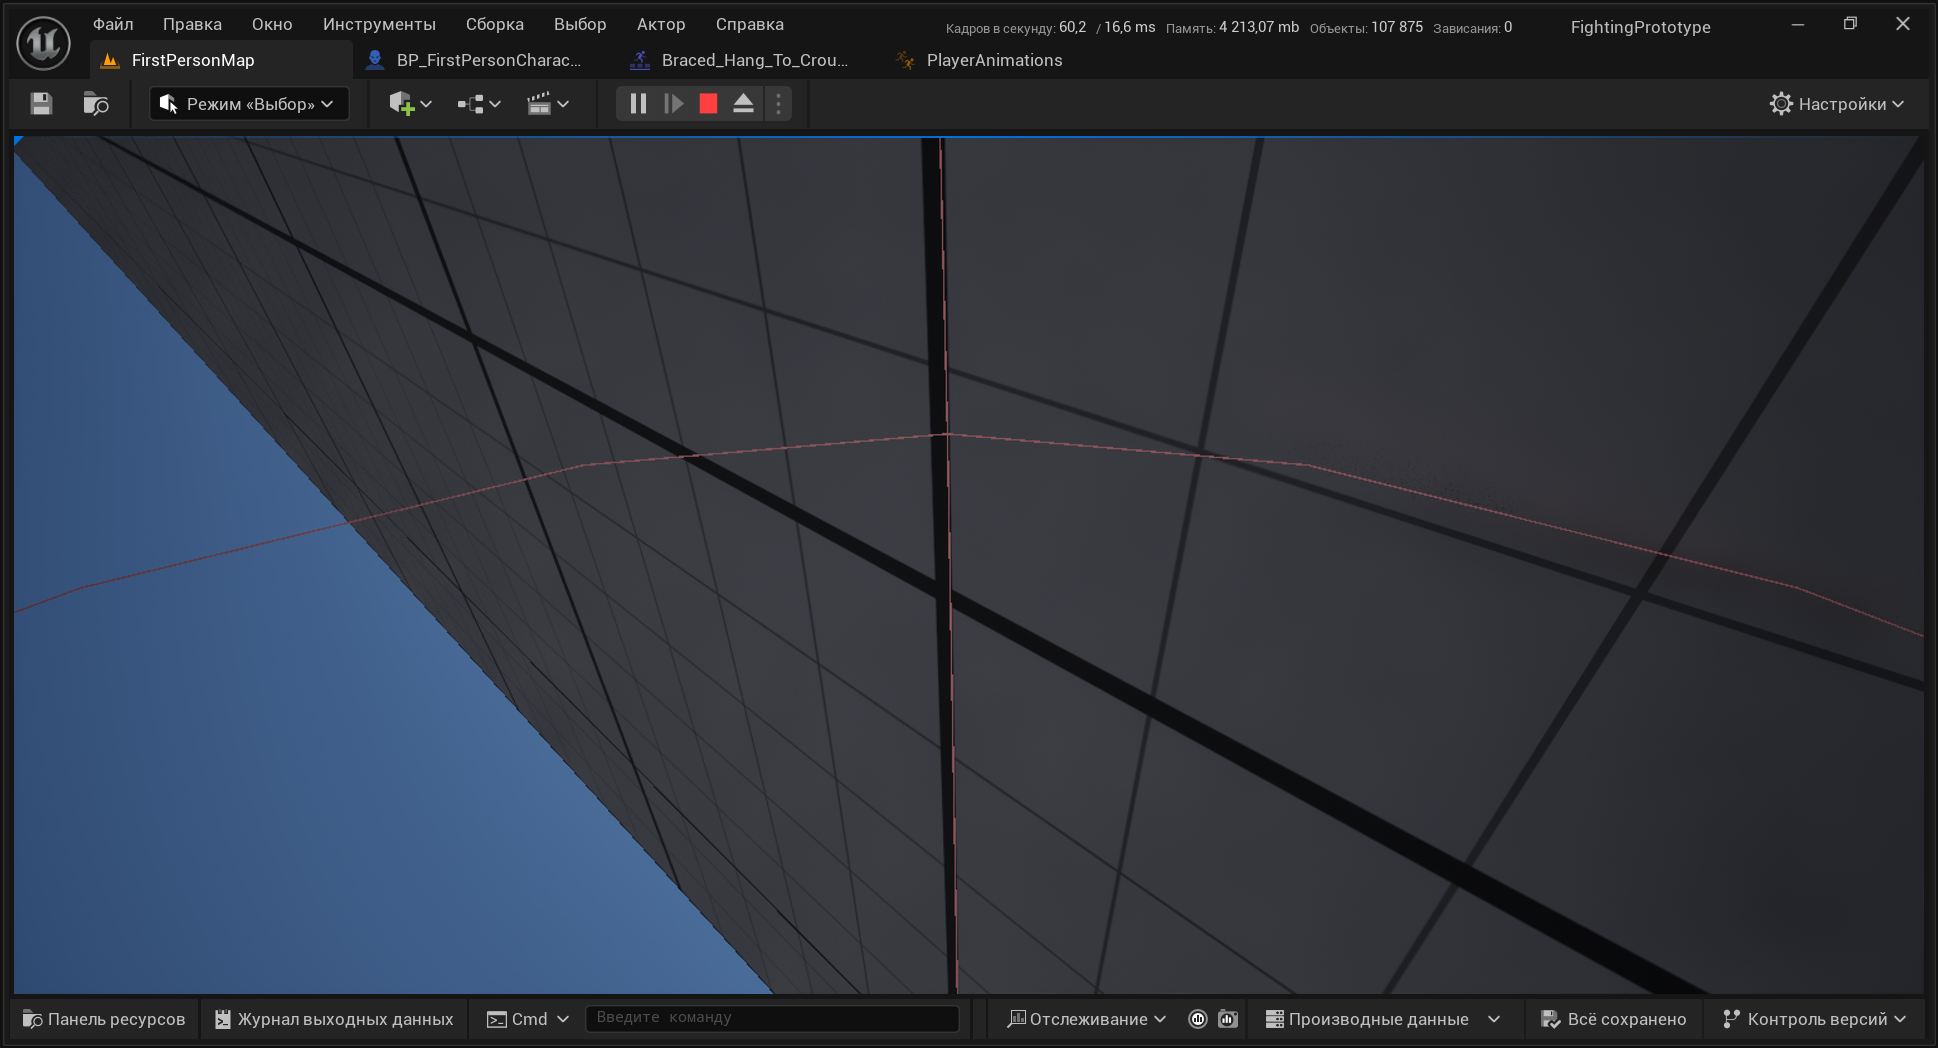 Файл Правка Окно Инструменты Сборка Выбор Актор Справка Кадров в секунду: 60,2 / 16,6 ms Память: 4 213,07 mb Объекты: 107 875 Зависания: 0 FightingPrototype
FirstPersonMap BP_FirstPersonCharac... Braced_Hang_To_Crou... PlayerAnimations
Режим «Выбор» Настройки
Панель ресурсов Журнал выходных данных Cmd Введите команду Отслеживание Производные данные Всё сохранено Контроль версий